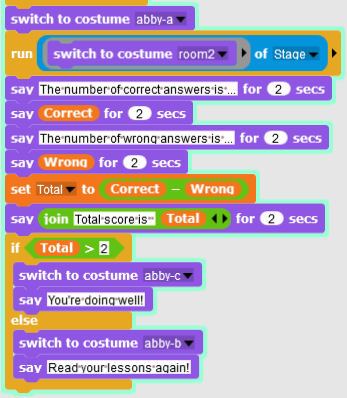 switch to costume abby-a
run switch to costume room2 of Stage
say The number of correct answers is ... for 2 secs
say Correct for 2 secs
say The number of wrong answers is ... for 2 secs
say Wrong for 2 secs
set Total to Correct − Wrong
say join Total score is Total for 2 secs
if Total > 2
switch to costume abby-c
say You're doing well!
else
switch to costume abby-b
say Read your lessons again!